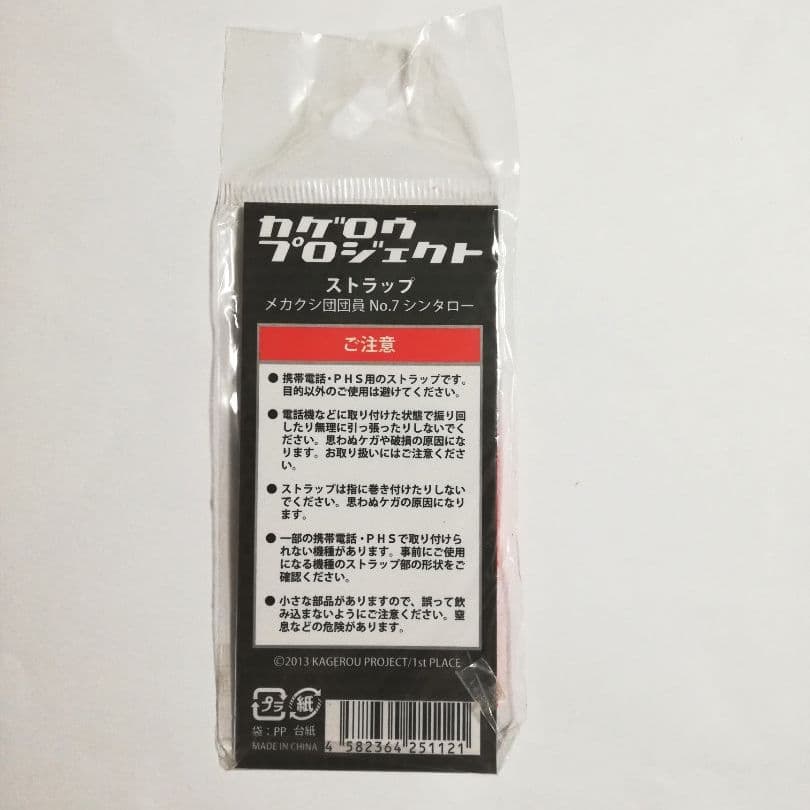 カゲロウ
プロジェクト
ストラップ
メカクシ団団員 No.7 シンタロー
ご注意
● 携帯電話・PHS用のストラップです。
目的以外のご使用は避けてください。
● 電話機などに取り付けた状態で振り回
したり無理に引っ張ったりしないでく
ださい。思わぬケガや破損の原因にな
ります。お取り扱いにはご注意くださ
い。
● ストラップは指に巻き付けたりしない
でください。思わぬケガの原因になり
ます。
● 一部の携帯電話・PHSで取り付けら
れない機種があります。事前にご使用
になる機種のストラップ部の形状をご
確認ください。
● 小さな部品がありますので、誤って飲
み込まないようにご注意ください。窒
息などの危険があります。
©2013 KAGEROU PROJECT/1st PLACE
プラ 紙
袋：PP 台紙
MADE IN CHINA
4 582364 251121